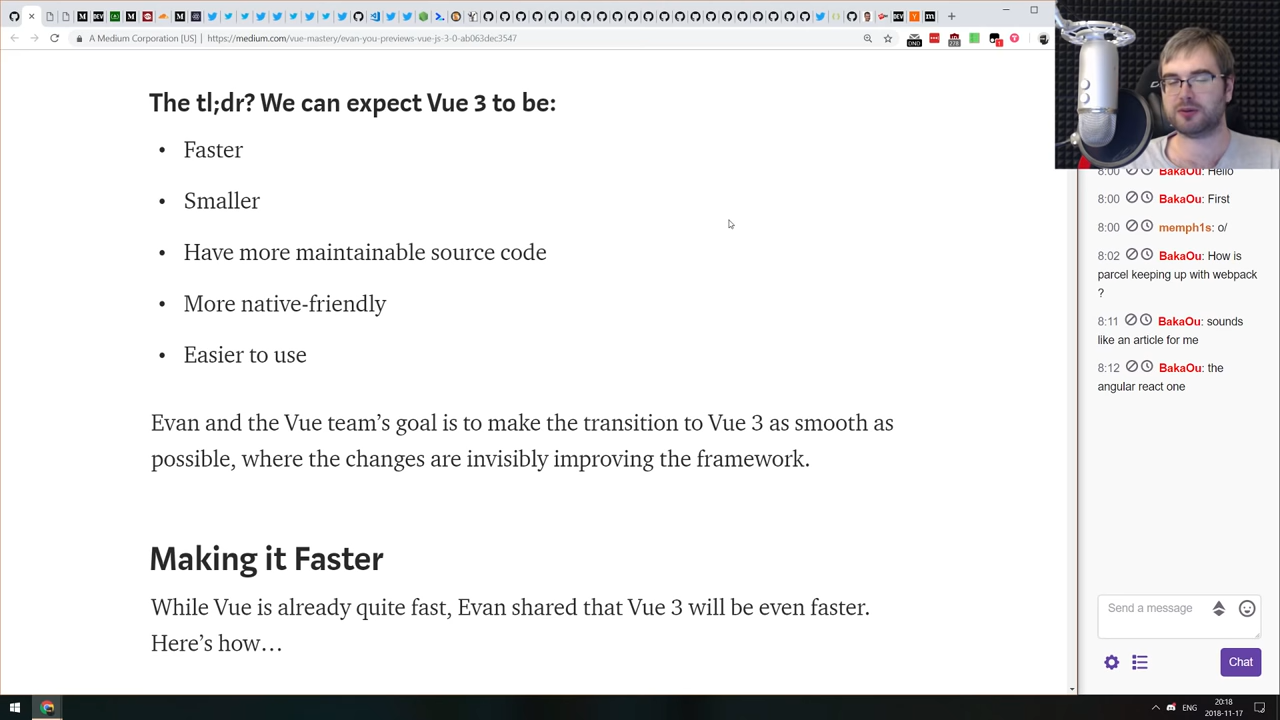 A Medium Corporation [US]
https://medium.com/vue-mastery/evan-you-previews-vue-js-3-0-ab063dec3547
The tl;dr? We can expect Vue 3 to be:
• Faster
• Smaller
• Have more maintainable source code
• More native-friendly
• Easier to use
Evan and the Vue team’s goal is to make the transition to Vue 3 as smooth as
possible, where the changes are invisibly improving the framework.
Making it Faster
While Vue is already quite fast, Evan shared that Vue 3 will be even faster.
Here’s how…
8:00 BakaOu: Hello
8:00 BakaOu: First
8:00 memph1s: o/
8:02 BakaOu: How is
parcel keeping up with webpack
?
8:11 BakaOu: sounds
like an article for me
8:12 BakaOu: the
angular react one
Send a message
Chat
ENG
20:18
2018-11-17